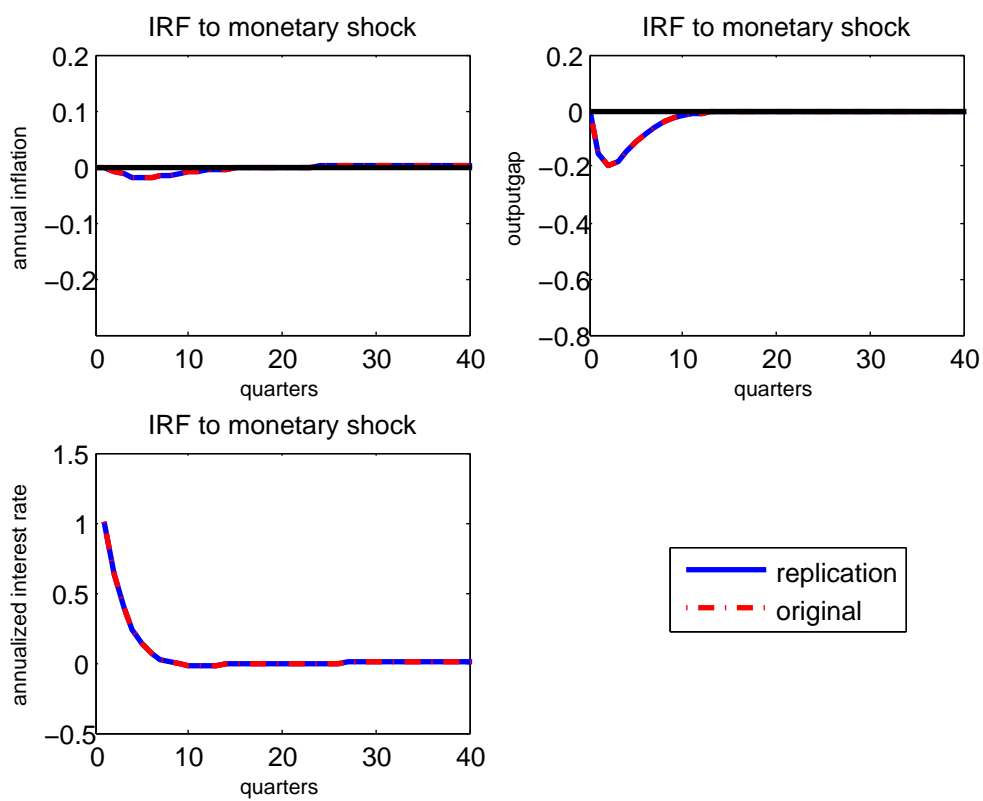 IRF to monetary shock
0.2
0.1
0
−0.1
−0.2
annual inflation
0 10 20 30 40
quarters
IRF to monetary shock
0.2
0
−0.2
−0.4
−0.6
−0.8
outputgap
0 10 20 30 40
quarters
IRF to monetary shock
1.5
1
0.5
0
−0.5
annualized interest rate
0 10 20 30 40
quarters
replication
original